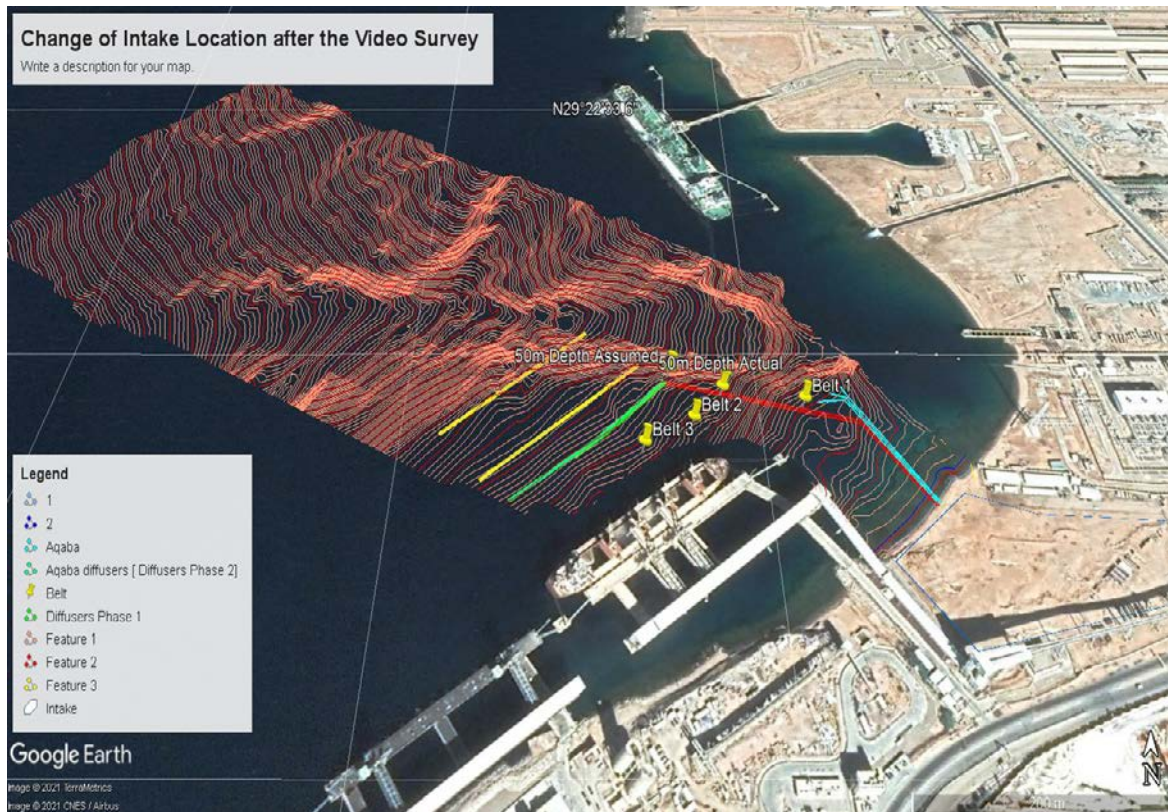 Change of Intake Location after the Video Survey
Write a description for your map.
N29°22'33.6"
50m Depth Assumed
50m Depth Actual
Belt 1
Belt 2
Belt 3
Legend
1
2
Aqaba
Aqaba diffusers [ Diffusers Phase 2]
Belt
Diffusers Phase 1
Feature 1
Feature 2
Feature 3
Intake
Google Earth
Image © 2021 TerraMetrics
Image © 2021 CNES / Airbus
N